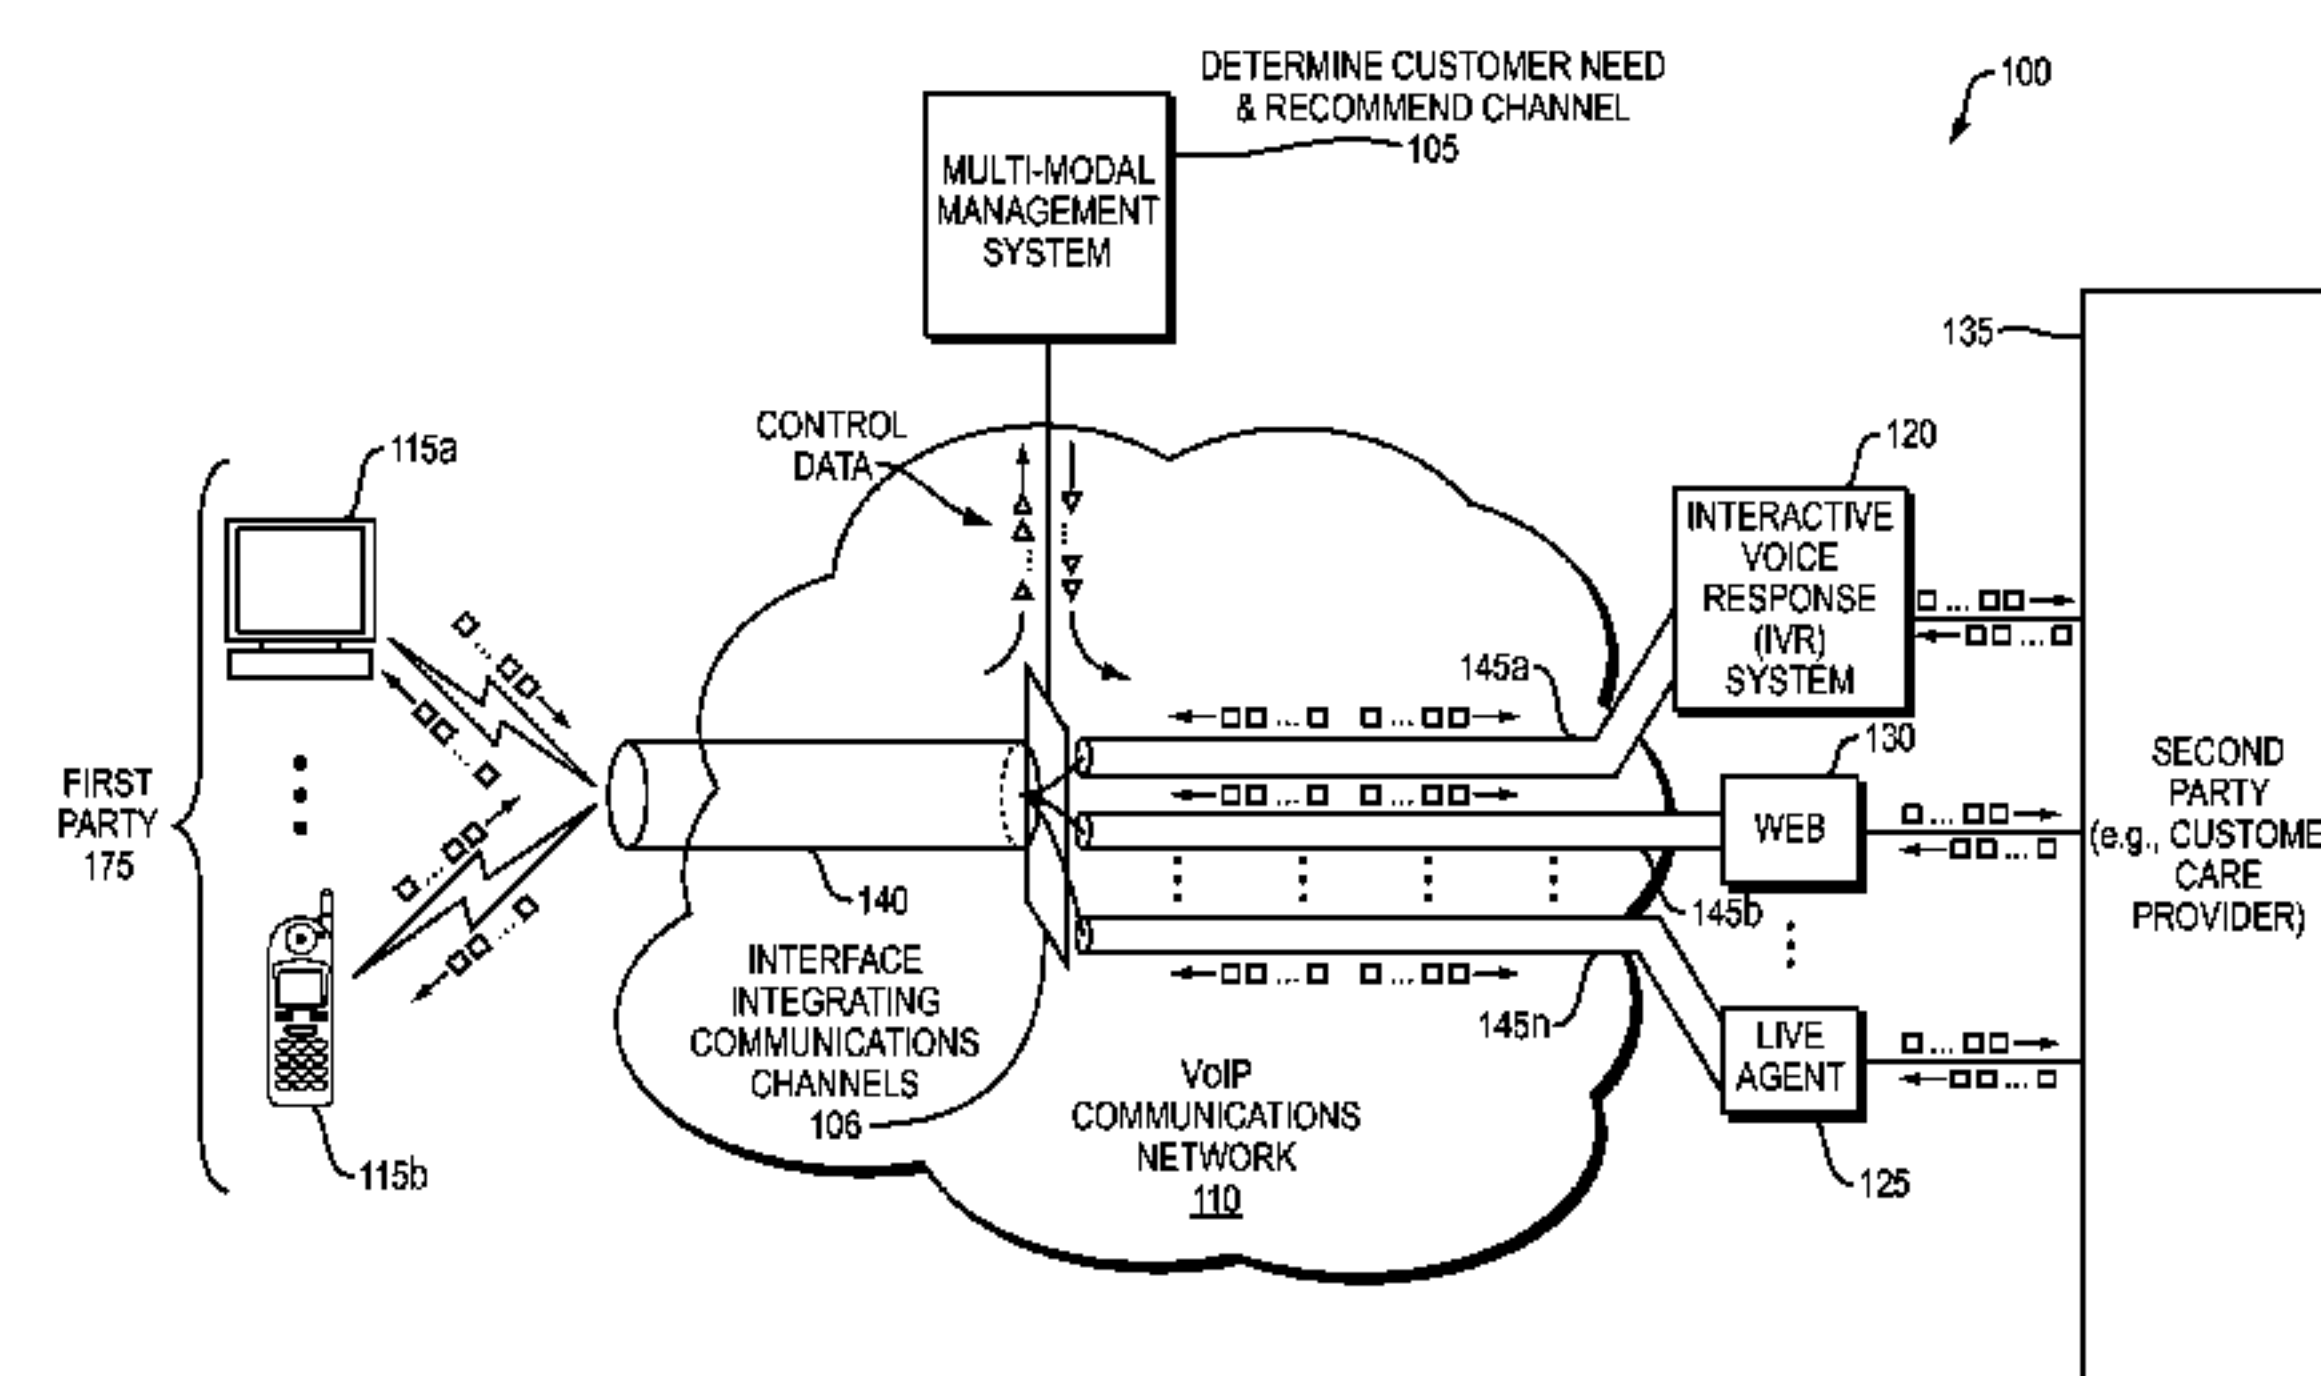 DETERMINE CUSTOMER NEED
& RECOMMEND CHANNEL
105
100
MULTI-MODAL
MANAGEMENT
SYSTEM
135
CONTROL
DATA
115a
120
INTERACTIVE
VOICE
RESPONSE
(IVR)
SYSTEM
145a
130
FIRST
PARTY
175
WEB
SECOND
PARTY
(e.g., CUSTOME
CARE
PROVIDER)
140
145b
INTERFACE
INTEGRATING
COMMUNICATIONS
CHANNELS
106
145n
LIVE
AGENT
VoIP
COMMUNICATIONS
NETWORK
110
115b
125